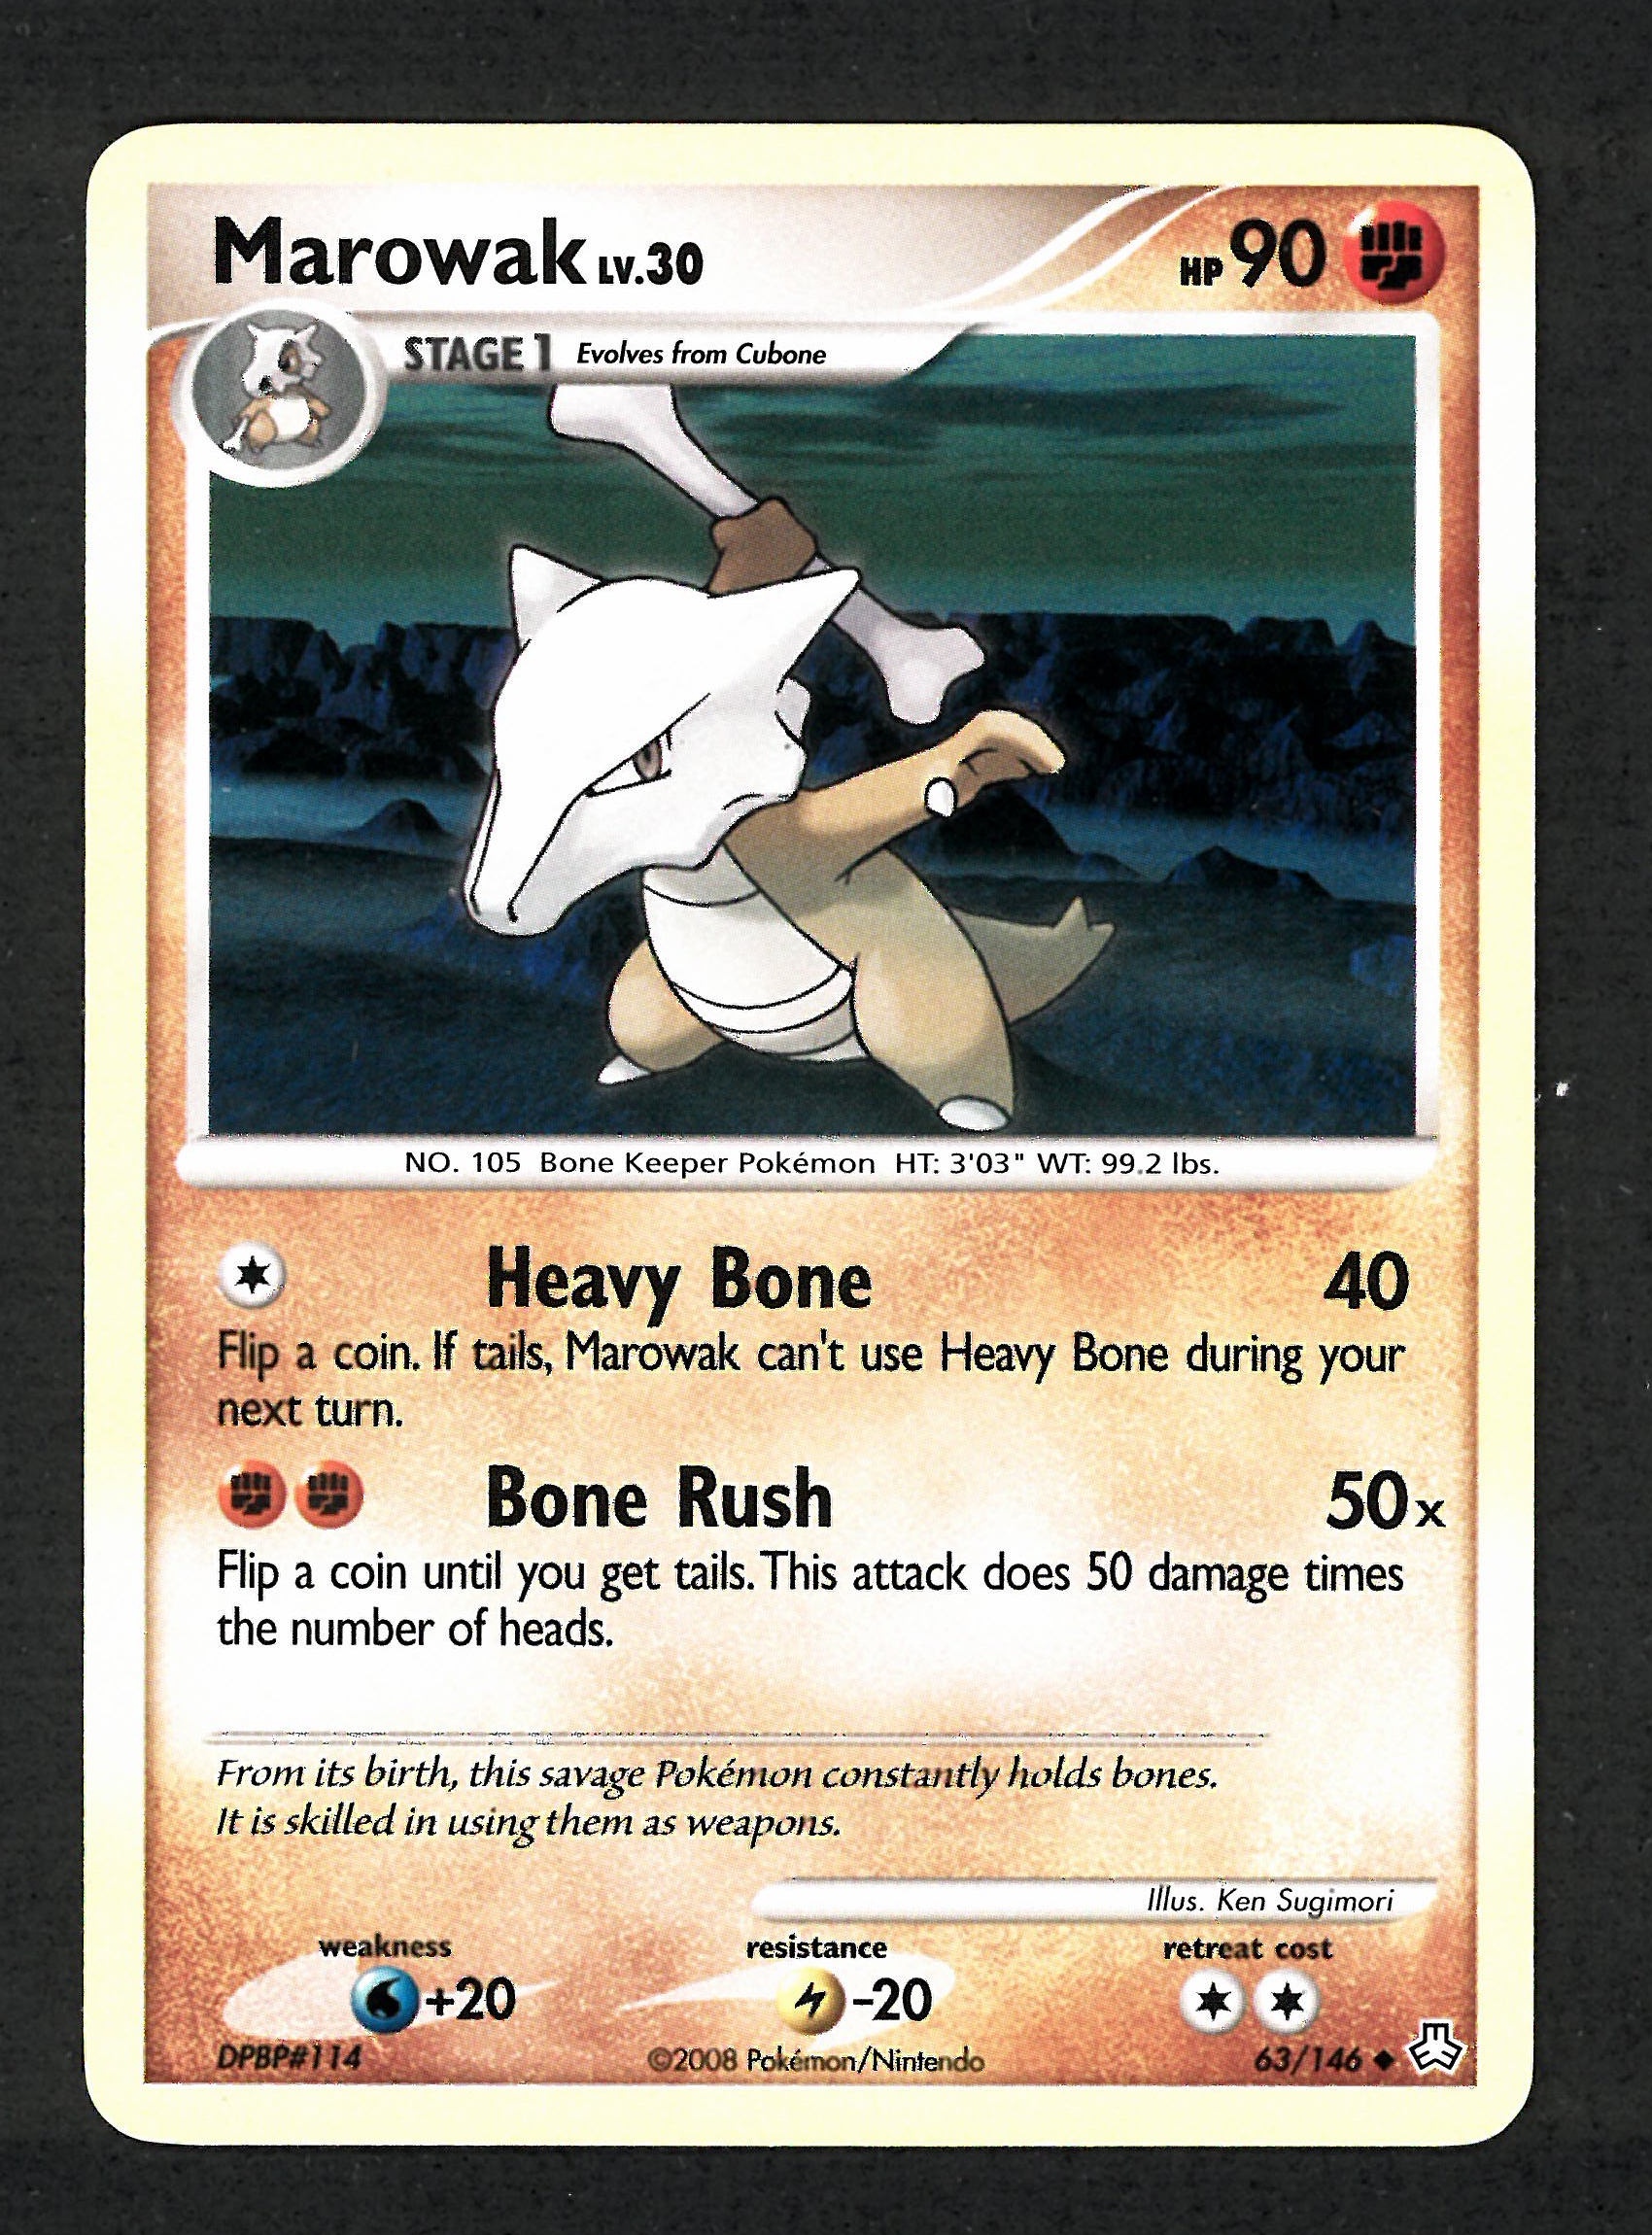 Marowak LV.30 HP 90
STAGE 1 Evolves from Cubone
NO. 105 Bone Keeper Pokémon HT: 3'03" WT: 99.2 lbs.
Heavy Bone 40
Flip a coin. If tails, Marowak can't use Heavy Bone during your
next turn.
Bone Rush 50x
Flip a coin until you get tails. This attack does 50 damage times
the number of heads.
From its birth, this savage Pokémon constantly holds bones.
It is skilled in using them as weapons.
Illus. Ken Sugimori
weakness resistance retreat cost
+20 -20
DPBP#114 ©2008 Pokémon/Nintendo 63/146